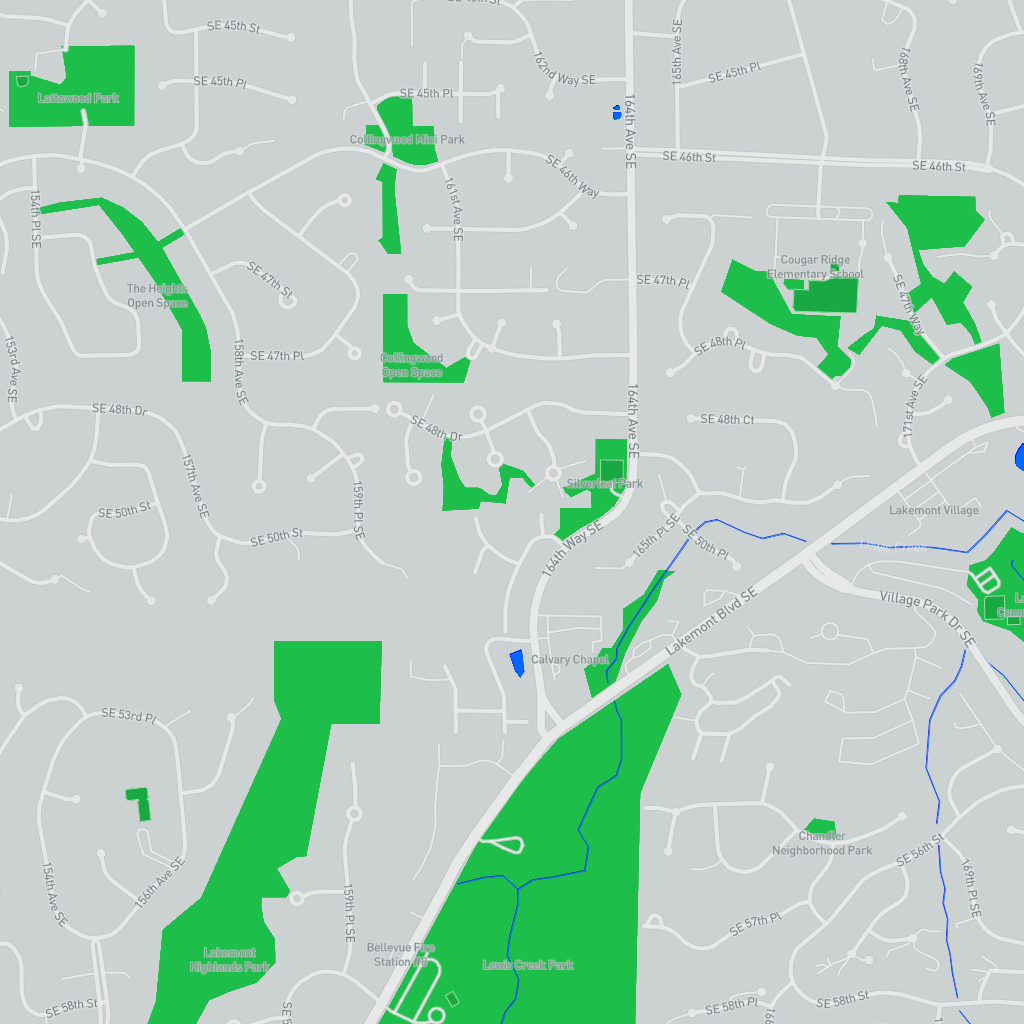 SE 45th St
SE 45th St
162nd Way SE
165th Ave SE
SE 45th Pl
168th Ave SE
169th Ave SE
SE 45th Pl
Lattawood Park
SE 45th Pl
164th Ave SE
Collingwood Mini Park
SE 46th St
SE 46th St
SE 46th Way
154th Pl SE
161st Ave SE
SE 47th St
The Heights
Open Space
SE 47th Pl
Cougar Ridge
Elementary School
SE 47th Way
153rd Ave SE
158th Ave SE
SE 47th Pl
Collingwood
Open Space
SE 48th Pl
171st Ave SE
164th Ave SE
SE 48th Dr
SE 48th Dr
SE 48th Ct
157th Ave SE
159th Pl SE
Silverleaf Park
SE 50th St
SE 50th St
164th Way SE
165th Pl SE
SE 50th Pl
Lakemont Village
Lakemont Blvd SE
Village Park Dr SE
Calvary Chapel
SE 53rd Pl
154th Ave SE
156th Ave SE
159th Pl SE
Chandler
Neighborhood Park
SE 56th St
169th Pl SE
SE 57th Pl
Lakemont
Highlands Park
Bellevue Fire
Station #8
Lewis Creek Park
SE 58th St
SE 58th Pl
SE 58th St